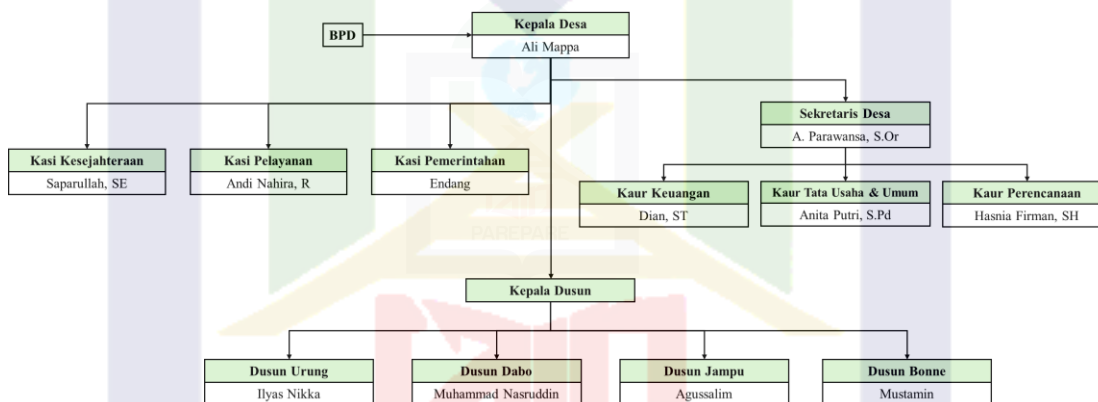 Kepala Desa
BPD
Ali Mappa
Sekretaris Desa
A. Parawansa, S.Or
Kasi Kesejahteraan
Saparullah, SE
Kasi Pelayanan
Andi Nahira, R
Kasi Pemerintahan
Endang
Kaur Keuangan
Dian, ST
Kaur Tata Usaha & Umum
Anita Putri, S.Pd
Kaur Perencanaan
Hasnia Firman, SH
PAREPARE
Kepala Dusun
Dusun Urung
Ilyas Nikka
Dusun Dabo
Muhammad Nasruddin
Dusun Jampu
Agussalim
Dusun Bonne
Mustamin